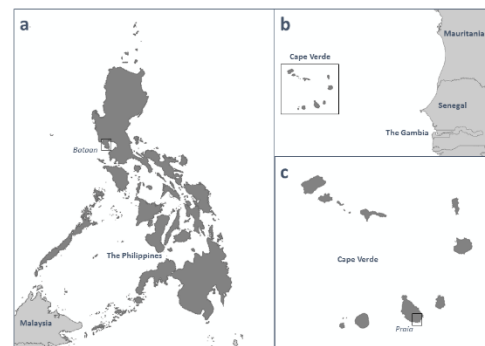 a
Bataan
The Philippines
Malaysia
b
Cape Verde
Mauritania
Senegal
The Gambia
c
Cape Verde
Praia